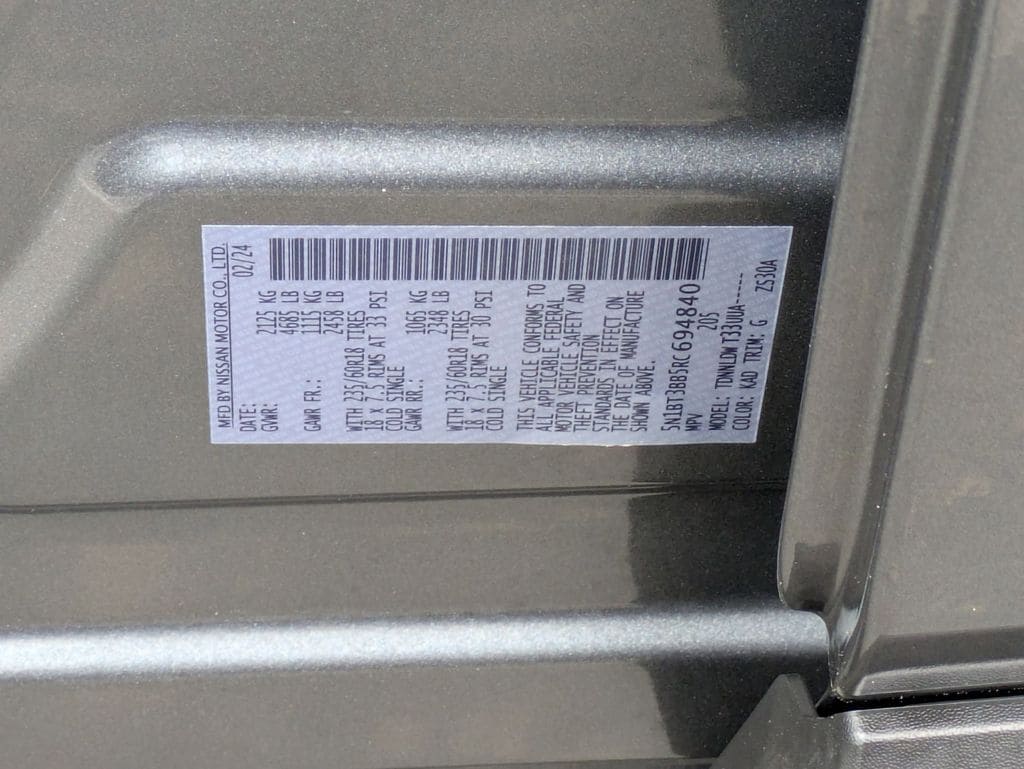 MFD BY NISSAN MOTOR CO., LTD.
DATE: 02/24
GVWR: 2125 KG
4685 LB
GAWR FR.: 1115 KG
2458 LB
WITH 235/60R18 TIRES
18 X 7.5 RIMS AT 33 PSI
COLD SINGLE
GAWR RR.: 1065 KG
2348 LB
WITH 235/60R18 TIRES
18 X 7.5 RIMS AT 30 PSI
COLD SINGLE
THIS VEHICLE CONFORMS TO
ALL APPLICABLE FEDERAL
MOTOR VEHICLE SAFETY AND
THEFT PREVENTION
STANDARDS IN EFFECT ON
THE DATE OF MANUFACTURE
SHOWN ABOVE.
5N1BT3BB5RC694840
MPV 205
MODEL: TDWNLDW T33UUA-----
COLOR: KAD TRIM: G ZS30A